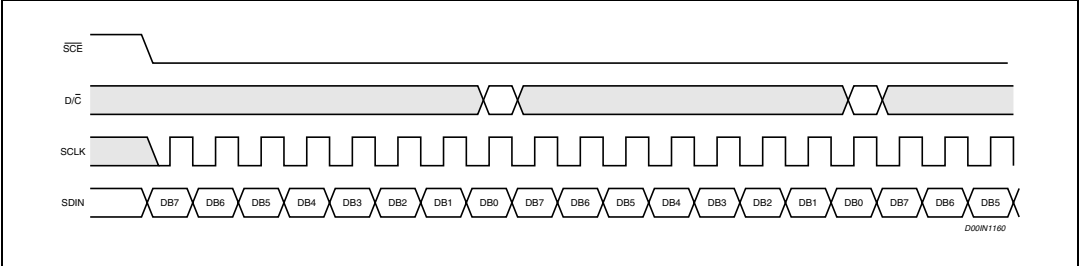 S̅C̅E̅
D/C̅
SCLK
SDIN DB7 DB6 DB5 DB4 DB3 DB2 DB1 DB0 DB7 DB6 DB5 DB4 DB3 DB2 DB1 DB0 DB7 DB6 DB5
D00IN1160